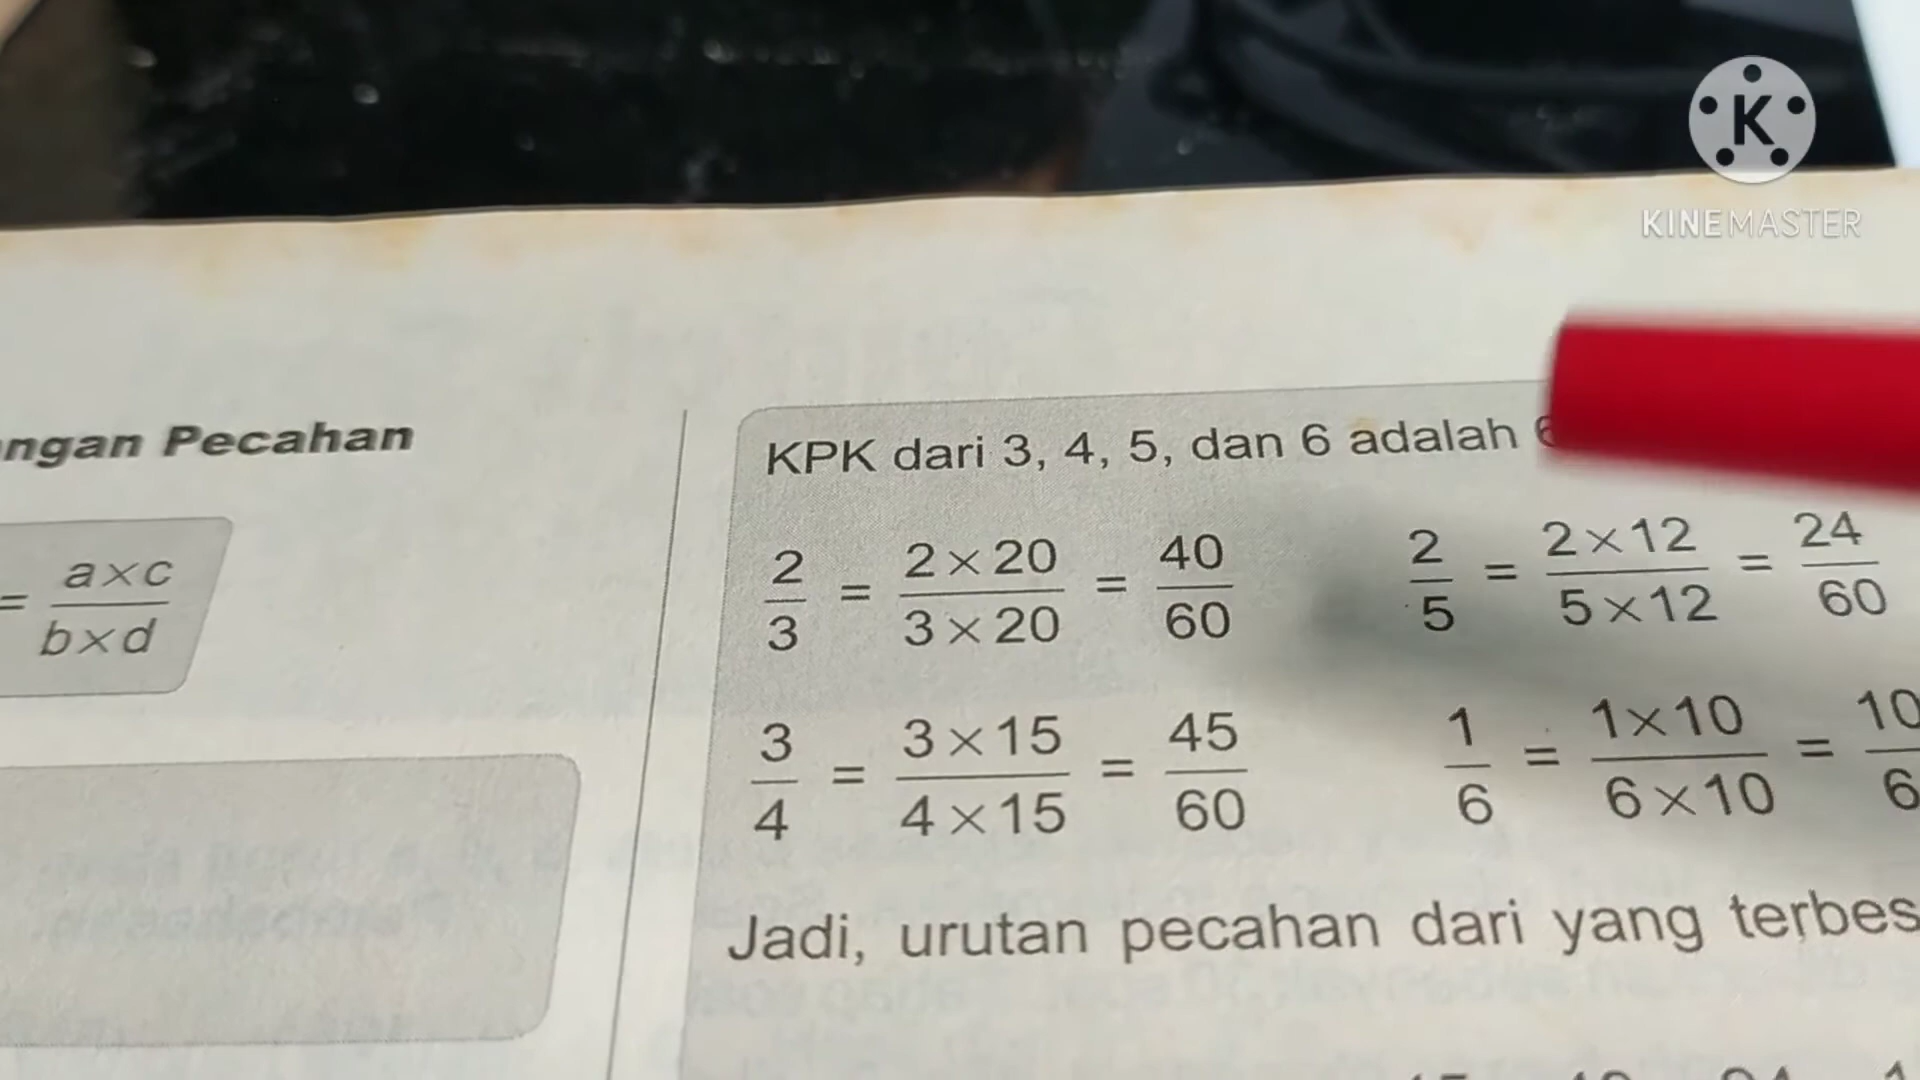 K
KINEMASTER
ngan Pecahan
= a×c / b×d
KPK dari 3, 4, 5, dan 6 adalah
2/3 = 2×20 / 3×20 = 40/60
2/5 = 2×12 / 5×12 = 24/60
3/4 = 3×15 / 4×15 = 45/60
1/6 = 1×10 / 6×10 = 10/6
Jadi, urutan pecahan dari yang terbes